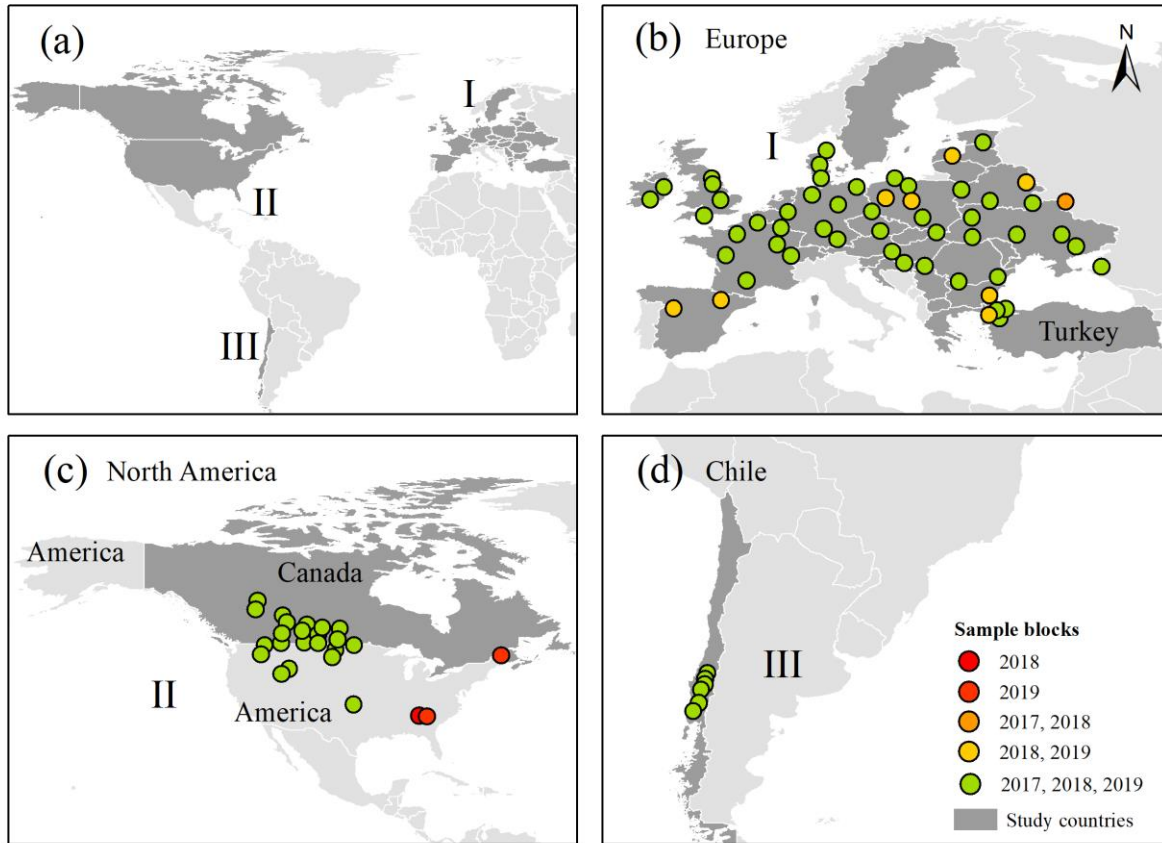 (a)
I
II
III
(b) Europe
N
I
Turkey
(c) North America
America
Canada
II
America
(d) Chile
III
Sample blocks
2018
2019
2017, 2018
2018, 2019
2017, 2018, 2019
Study countries